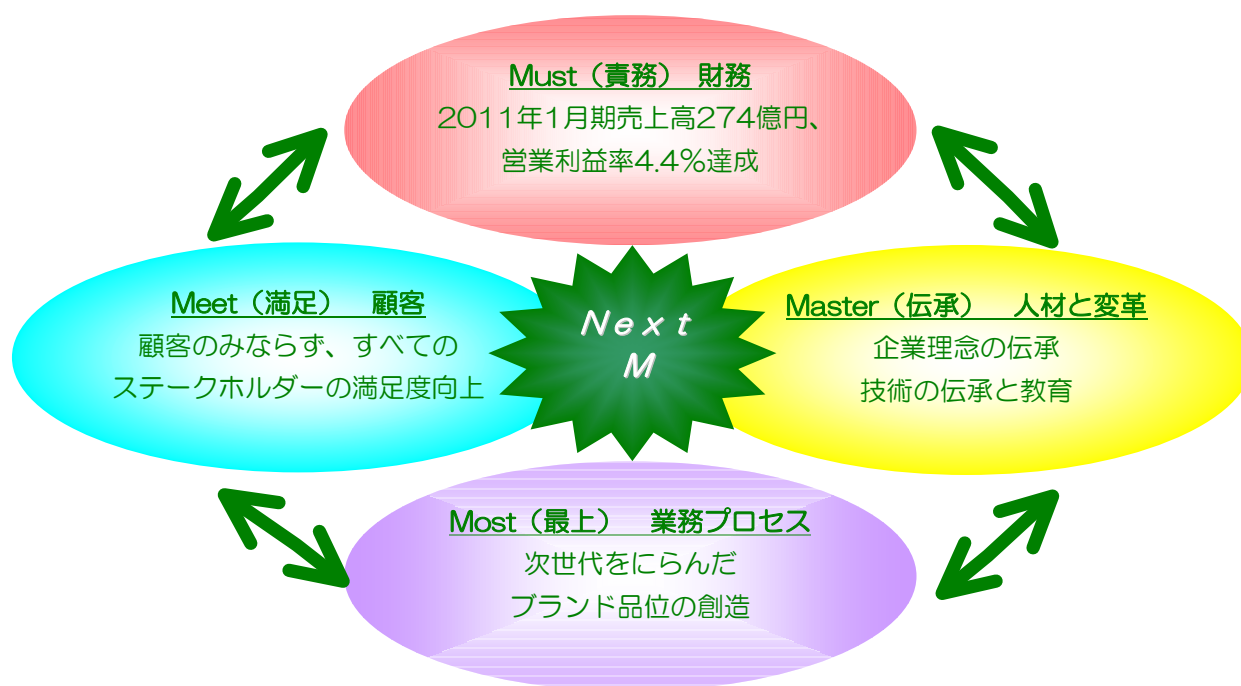 Must（責務）　財務
2011年1月期売上高274億円、
営業利益率4.4％達成
Meet（満足）　顧客
顧客のみならず、すべての
ステークホルダーの満足度向上
Next
M
Master（伝承）　人材と変革
企業理念の伝承
技術の伝承と教育
Most（最上）　業務プロセス
次世代をにらんだ
ブランド品位の創造